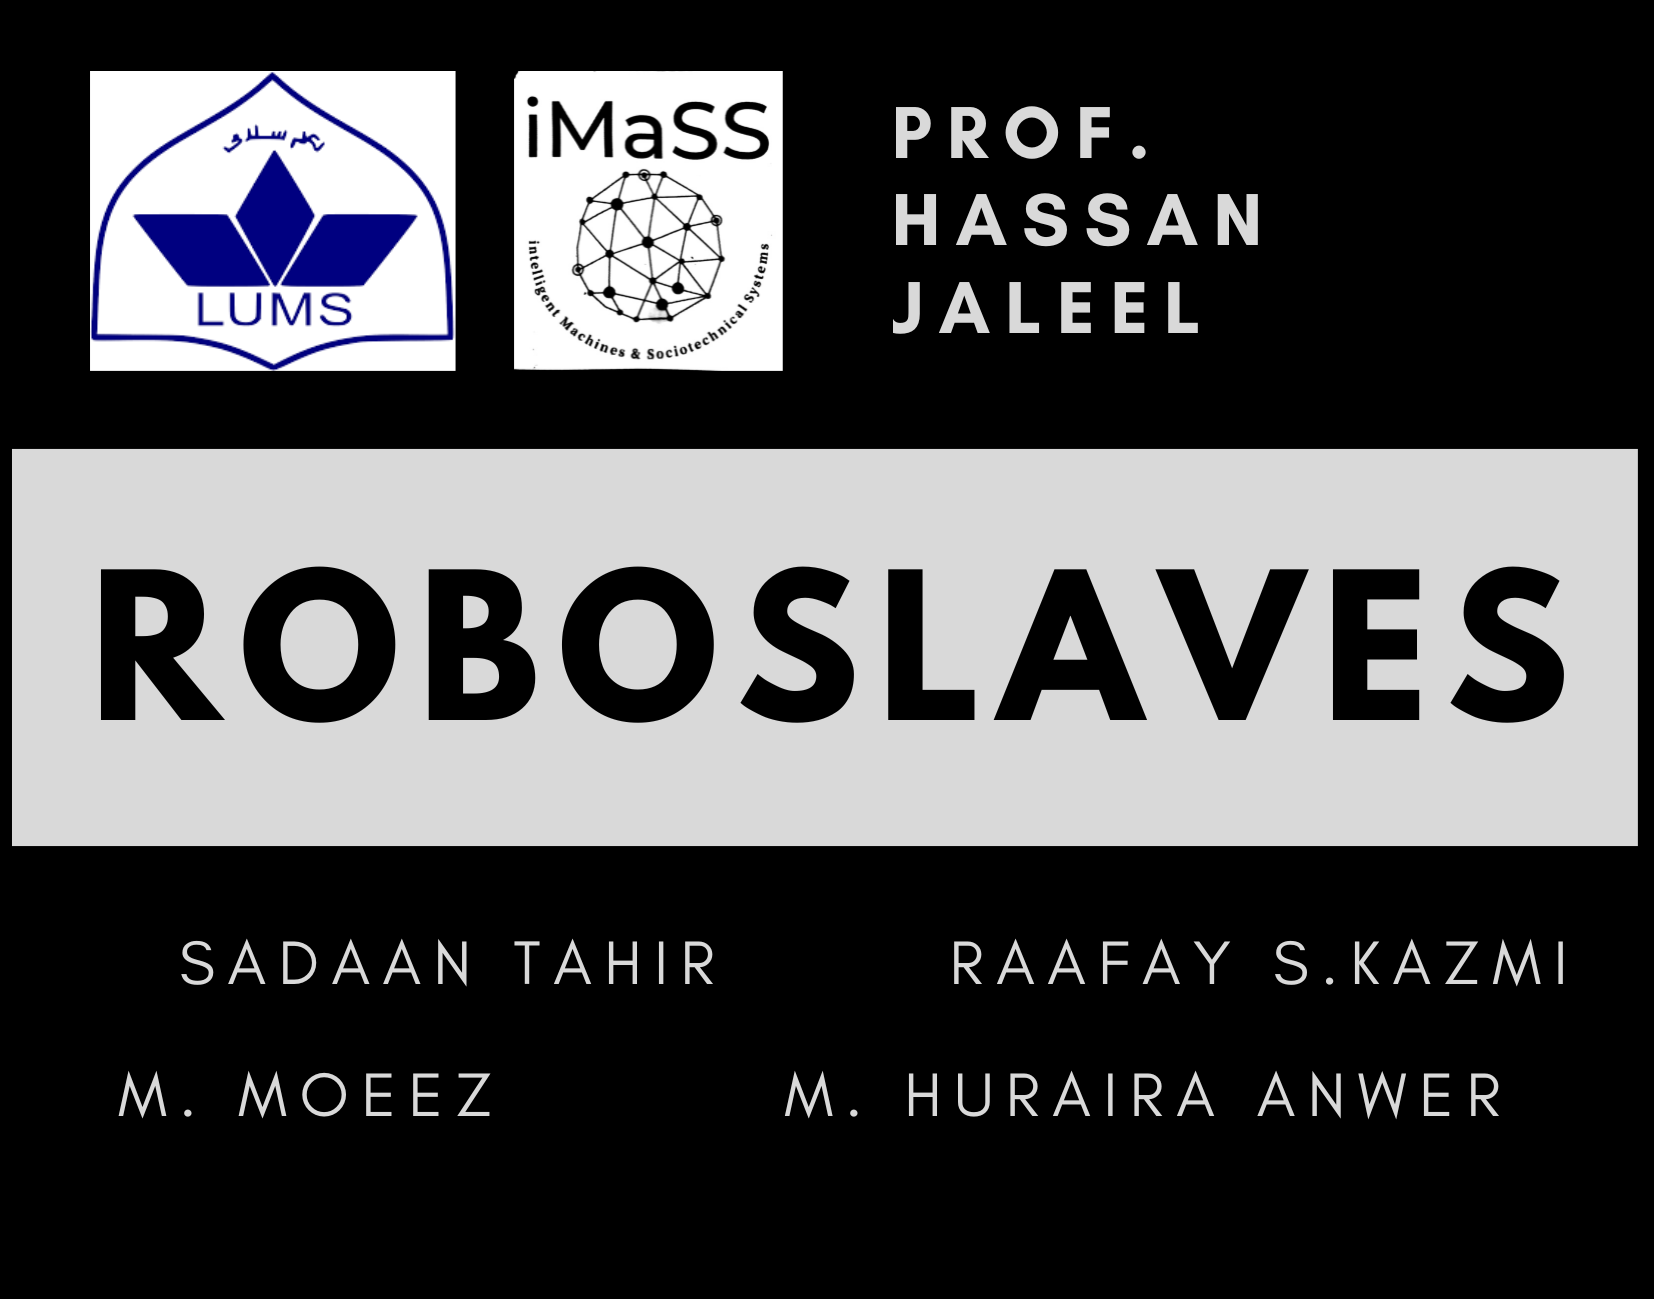 LUMS
iMaSS
intelligent Machines & Sociotechnical Systems
PROF.
HASSAN
JALEEL
ROBOSLAVES
SADAAN TAHIR
RAAFAY S.KAZMI
M. MOEEZ
M. HURAIRA ANWER